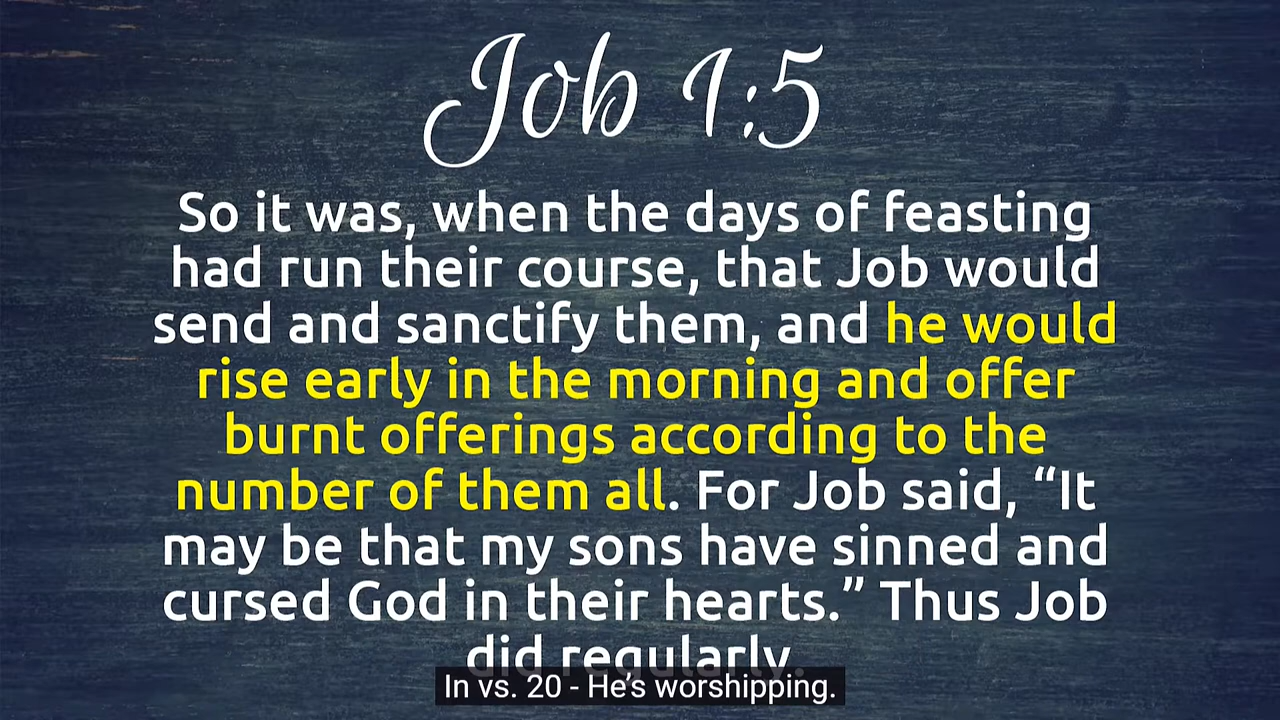 Job 1:5
So it was, when the days of feasting
had run their course, that Job would
send and sanctify them, and he would
rise early in the morning and offer
burnt offerings according to the
number of them all. For Job said, “It
may be that my sons have sinned and
cursed God in their hearts.” Thus Job
did regularly.
In vs. 20 - He's worshipping.